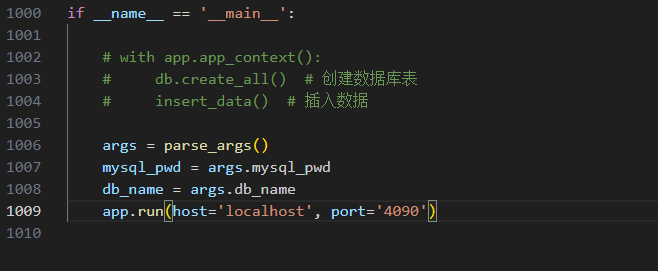 1000 if __name__ == '__main__':
1001
1002     # with app.app_context():
1003     #     db.create_all()  # 创建数据库表
1004     #     insert_data()  # 插入数据
1005
1006     args = parse_args()
1007     mysql_pwd = args.mysql_pwd
1008     db_name = args.db_name
1009     app.run(host='localhost', port='4090')
1010